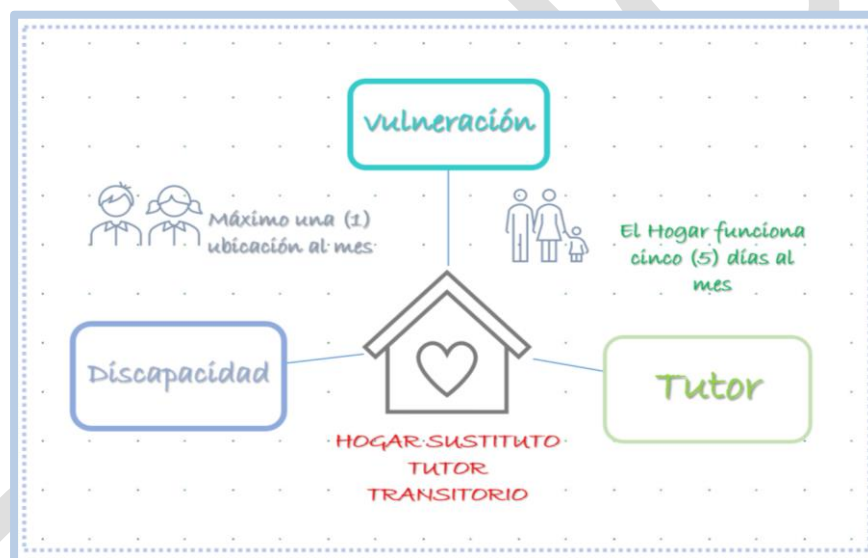 Vulneración
Máximo una (1)
ubicación al mes
El Hogar funciona
cinco (5) días al
mes
Discapacidad
Tutor
HOGAR SUSTITUTO
TUTOR
TRANSITORIO